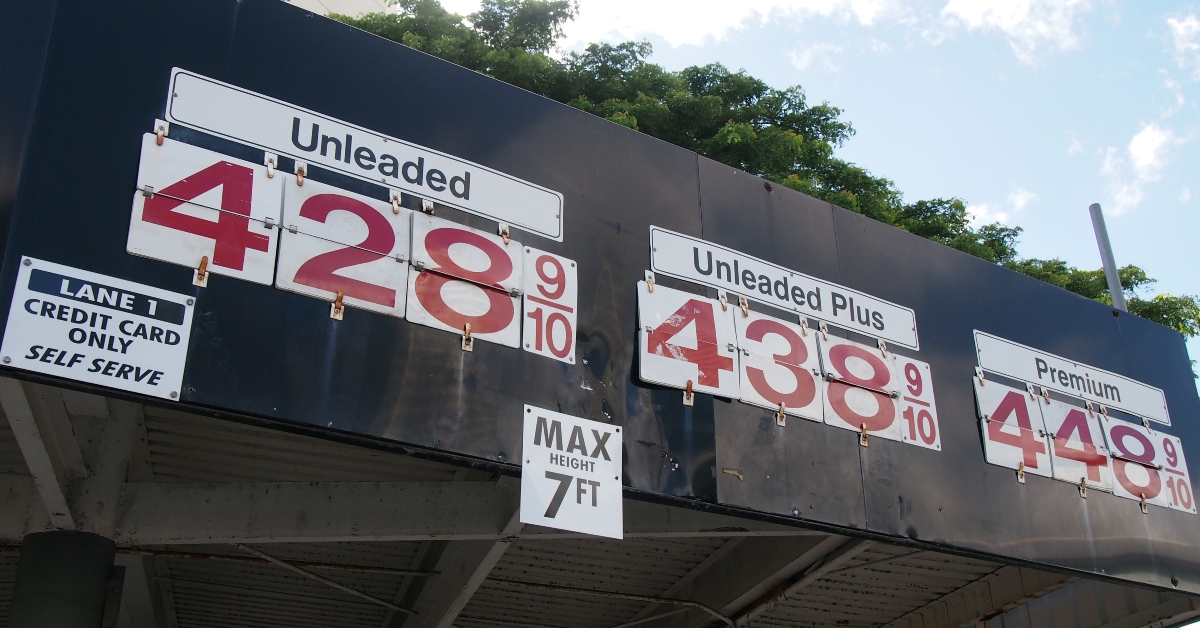 Unleaded
428 9/10
LANE 1
CREDIT CARD
ONLY
SELF SERVE
MAX
HEIGHT
7FT
Unleaded Plus
438 9/10
Premium
448 9/10